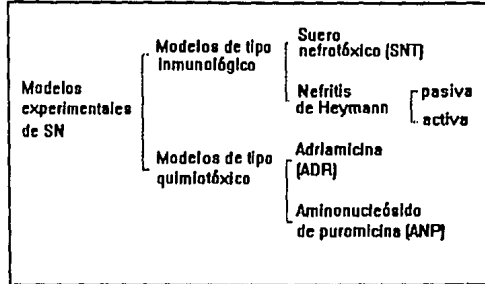 Modelos
experimentales
de SN
Modelos de tipo
inmunológico
Suero
nefrotóxico (SNT)
Nefritis
de Heymann
pasiva
activa
Modelos de tipo
quimiotóxico
Adriamicina
(ADR)
Aminonucleósido
de puromicina (ANP)